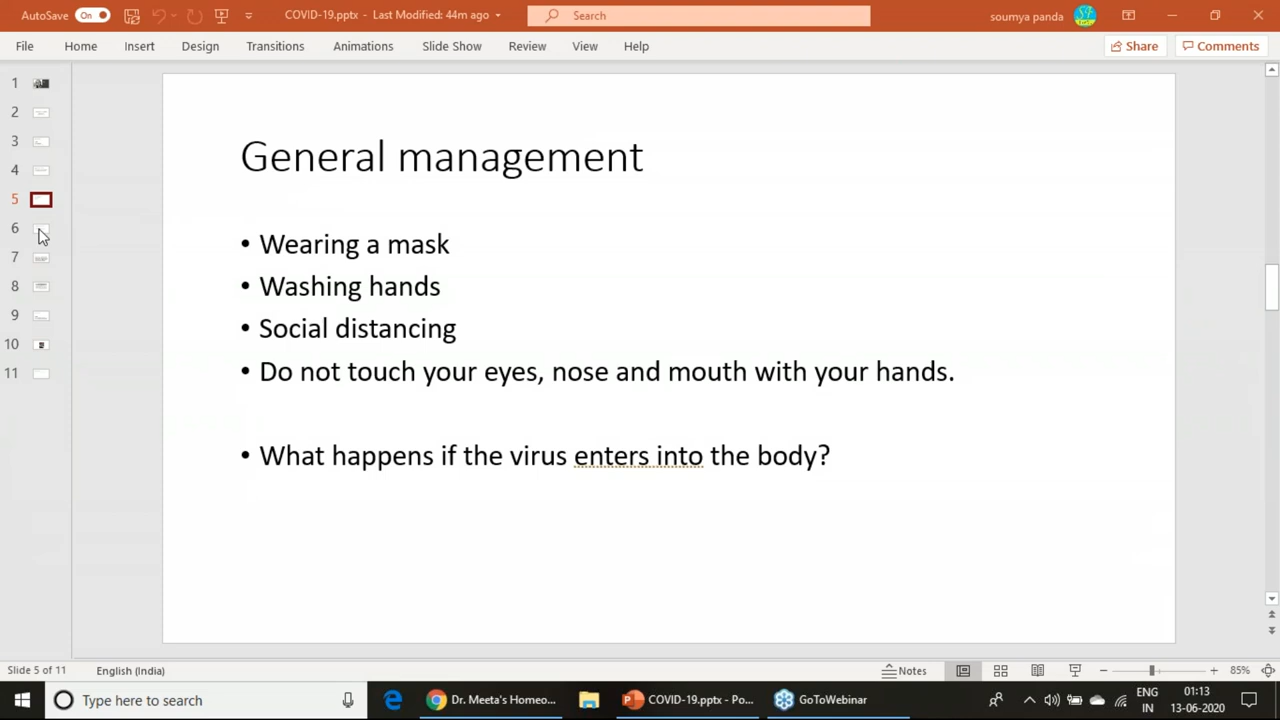 AutoSave On COVID-19.pptx - Last Modified: 44m ago Search soumya panda
File Home Insert Design Transitions Animations Slide Show Review View Help Share Comments
1
2
3
4
5
6
7
8
9
10
11
General management
• Wearing a mask
• Washing hands
• Social distancing
• Do not touch your eyes, nose and mouth with your hands.
• What happens if the virus enters into the body?
Slide 5 of 11 English (India) Notes 85%
Type here to search Dr. Meeta's Homeo... COVID-19.pptx - Po... GoToWebinar ENG 01:13
IN 13-06-2020